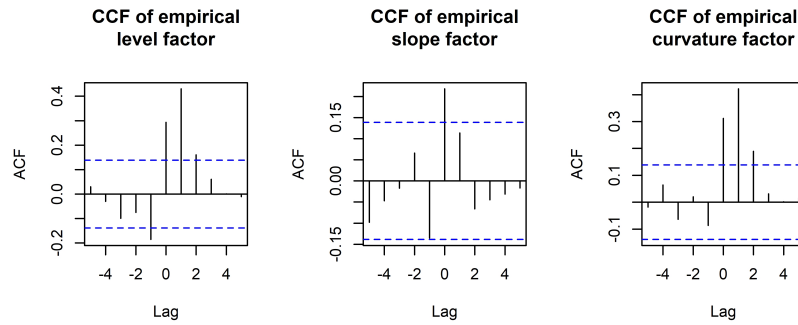 CCF of empirical
level factor
ACF
0.4
0.2
0.0
-0.2
-4 -2 0 2 4
Lag
CCF of empirical
slope factor
ACF
0.15
0.00
-0.15
-4 -2 0 2 4
Lag
CCF of empirical
curvature factor
ACF
0.3
0.1
-0.1
-4 -2 0 2 4
Lag